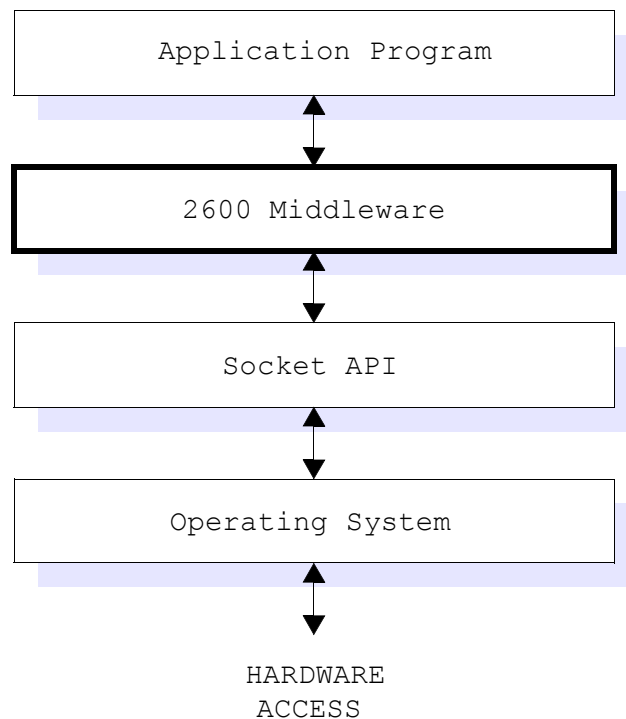 Application Program
2600 Middleware
Socket API
Operating System
HARDWARE
ACCESS